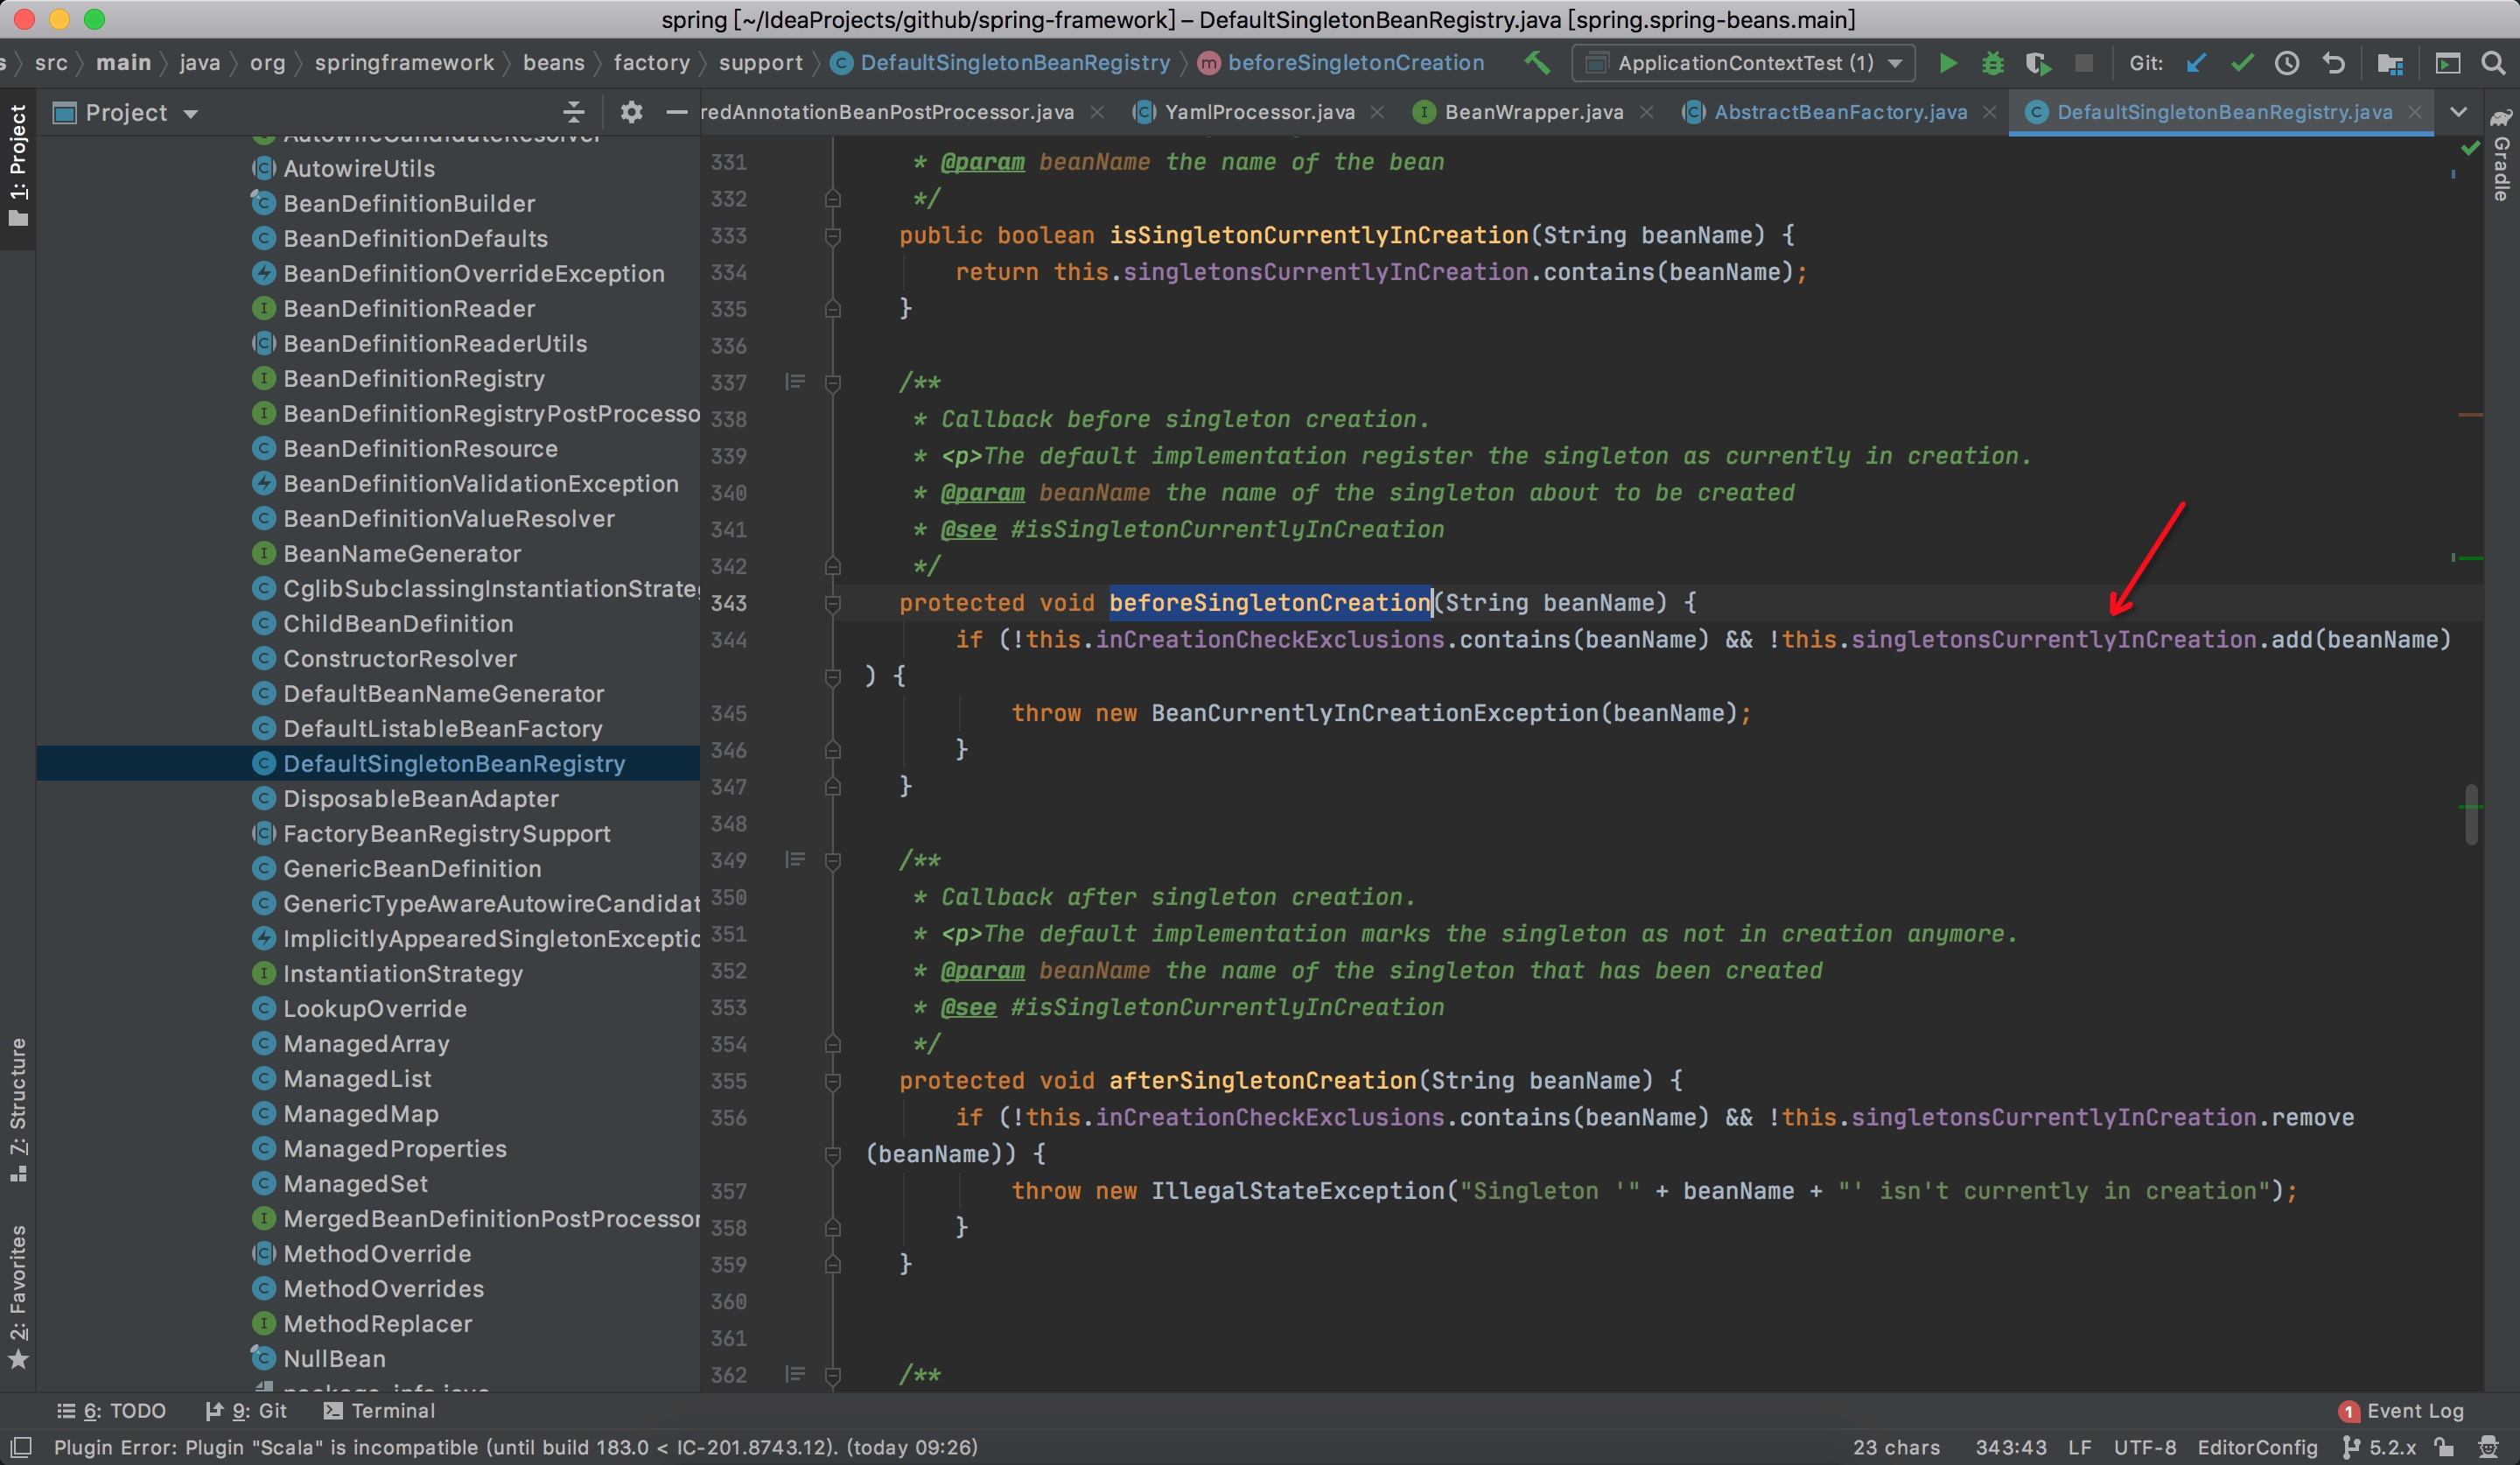 spring [~/IdeaProjects/github/spring-framework] – DefaultSingletonBeanRegistry.java [spring.spring-beans.main]
s src main java org springframework beans factory support DefaultSingletonBeanRegistry beforeSingletonCreation ApplicationContextTest (1) Git:
Project
redAnnotationBeanPostProcessor.java YamlProcessor.java BeanWrapper.java AbstractBeanFactory.java DefaultSingletonBeanRegistry.java
1: Project
7: Structure
2: Favorites
Gradle
AutowireCandidateResolver
AutowireUtils
BeanDefinitionBuilder
BeanDefinitionDefaults
BeanDefinitionOverrideException
BeanDefinitionReader
BeanDefinitionReaderUtils
BeanDefinitionRegistry
BeanDefinitionRegistryPostProcesso
BeanDefinitionResource
BeanDefinitionValidationException
BeanDefinitionValueResolver
BeanNameGenerator
CglibSubclassingInstantiationStrateg
ChildBeanDefinition
ConstructorResolver
DefaultBeanNameGenerator
DefaultListableBeanFactory
DefaultSingletonBeanRegistry
DisposableBeanAdapter
FactoryBeanRegistrySupport
GenericBeanDefinition
GenericTypeAwareAutowireCandidat
ImplicitlyAppearedSingletonExceptio
InstantiationStrategy
LookupOverride
ManagedArray
ManagedList
ManagedMap
ManagedProperties
ManagedSet
MergedBeanDefinitionPostProcessor
MethodOverride
MethodOverrides
MethodReplacer
NullBean
package-info.java
331 * @param beanName the name of the bean
332 */
333 public boolean isSingletonCurrentlyInCreation(String beanName) {
334 return this.singletonsCurrentlyInCreation.contains(beanName);
335 }
336
337 /**
338 * Callback before singleton creation.
339 * <p>The default implementation register the singleton as currently in creation.
340 * @param beanName the name of the singleton about to be created
341 * @see #isSingletonCurrentlyInCreation
342 */
343 protected void beforeSingletonCreation(String beanName) {
344 if (!this.inCreationCheckExclusions.contains(beanName) && !this.singletonsCurrentlyInCreation.add(beanName)
) {
345 throw new BeanCurrentlyInCreationException(beanName);
346 }
347 }
348
349 /**
350 * Callback after singleton creation.
351 * <p>The default implementation marks the singleton as not in creation anymore.
352 * @param beanName the name of the singleton that has been created
353 * @see #isSingletonCurrentlyInCreation
354 */
355 protected void afterSingletonCreation(String beanName) {
356 if (!this.inCreationCheckExclusions.contains(beanName) && !this.singletonsCurrentlyInCreation.remove
(beanName)) {
357 throw new IllegalStateException("Singleton '" + beanName + "' isn't currently in creation");
358 }
359 }
360
361
362 /**
6: TODO 9: Git Terminal 1 Event Log
Plugin Error: Plugin "Scala" is incompatible (until build 183.0 < IC-201.8743.12). (today 09:26) 23 chars 343:43 LF UTF-8 EditorConfig 5.2.x